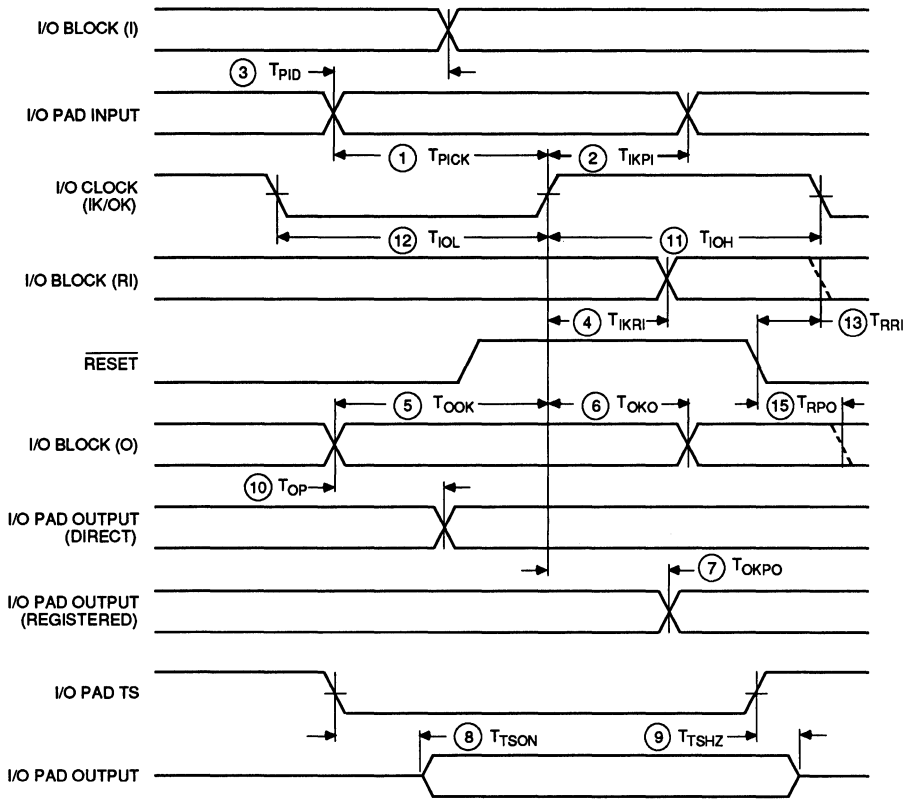 I/O BLOCK (I)
3 TPID
I/O PAD INPUT
1 TPICK 2 TIKPI
I/O CLOCK
(IK/OK)
12 TIOL 11 TIOH
I/O BLOCK (RI)
4 TIKRI 13 TRRI
RESET
5 TOOK 6 TOKO 15 TRPO
I/O BLOCK (O)
10 TOP
I/O PAD OUTPUT
(DIRECT)
7 TOKPO
I/O PAD OUTPUT
(REGISTERED)
I/O PAD TS
8 TTSON 9 TTSHZ
I/O PAD OUTPUT